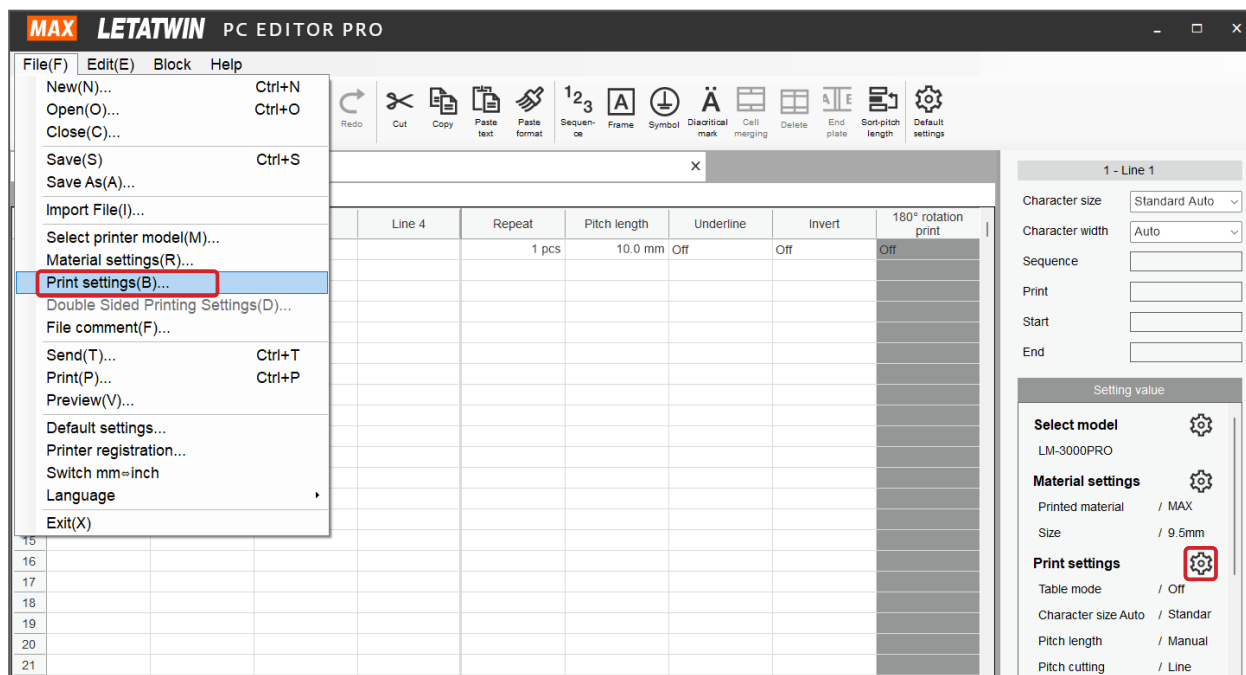 MAX LETATWIN PC EDITOR PRO
File(F) Edit(E) Block Help
New(N)... Ctrl+N
Open(O)... Ctrl+O
Close(C)...
Save(S) Ctrl+S
Save As(A)...
Import File(I)...
Select printer model(M)...
Material settings(R)...
Print settings(B)...
Double Sided Printing Settings(D)...
File comment(F)...
Send(T)... Ctrl+T
Print(P)... Ctrl+P
Preview(V)...
Default settings...
Printer registration...
Switch mm⇔inch
Language
Exit(X)
Redo
Cut
Copy
Paste
text
Paste
format
123
Sequen-
ce
A
Frame
Symbol
Ä
Diacritical
mark
Cell
merging
Delete
A E
End
plate
Sort-pitch
length
Default
settings
Line 4 Repeat Pitch length Underline Invert 180° rotation
print
1 pcs 10.0 mm Off Off Off
15
16
17
18
19
20
21
1 - Line 1
Character size Standard Auto
Character width Auto
Sequence
Print
Start
End
Setting value
Select model
LM-3000PRO
Material settings
Printed material / MAX
Size / 9.5mm
Print settings
Table mode / Off
Character size Auto / Standar
Pitch length / Manual
Pitch cutting / Line